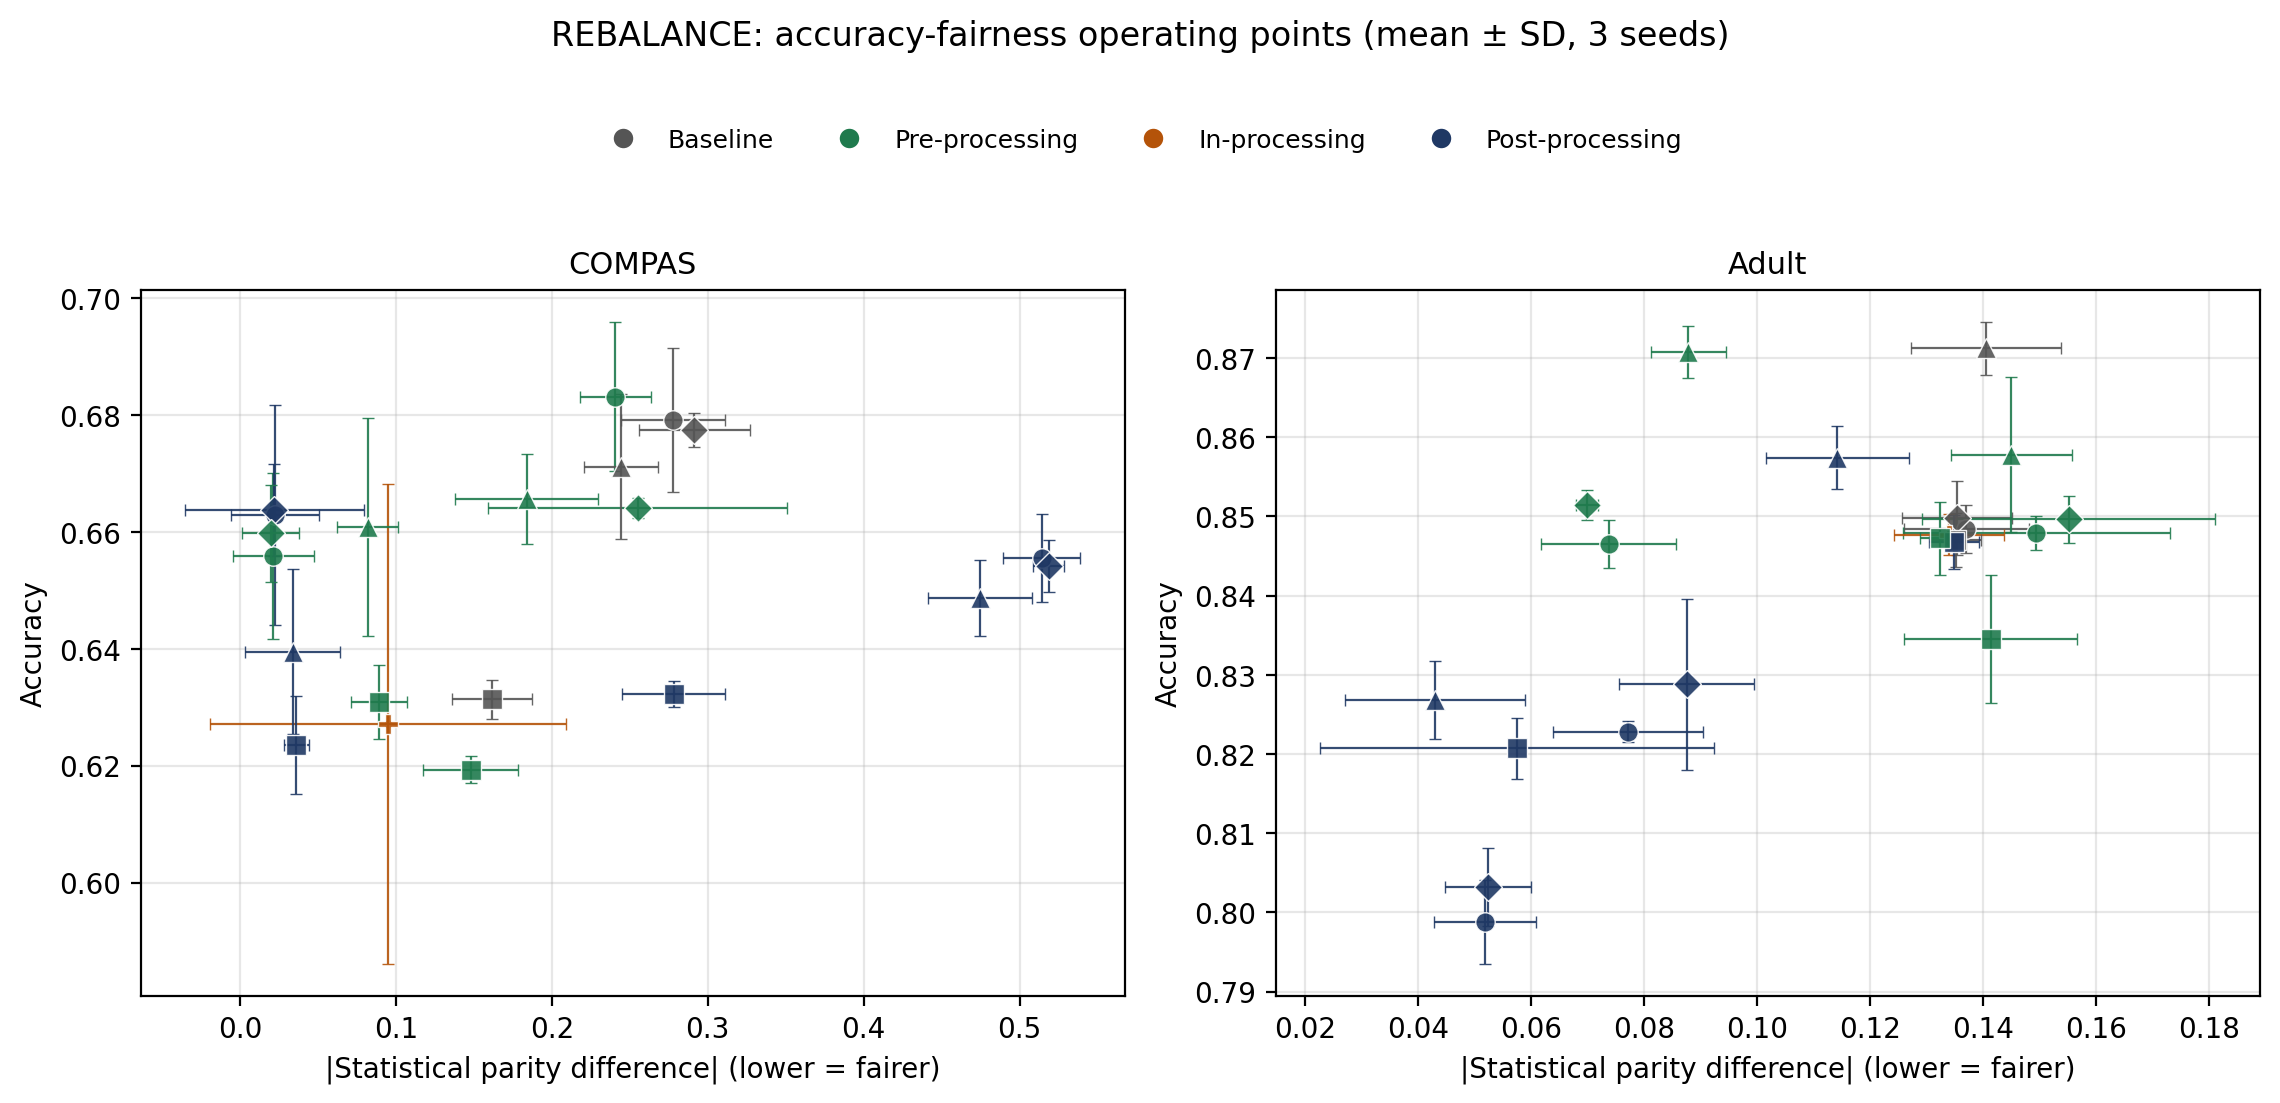 REBALANCE: accuracy-fairness operating points (mean ± SD, 3 seeds)
Baseline
Pre-processing
In-processing
Post-processing
COMPAS
0.70
0.68
0.66
0.64
0.62
0.60
Accuracy
0.0
0.1
0.2
0.3
0.4
0.5
|Statistical parity difference| (lower = fairer)
Adult
0.87
0.86
0.85
0.84
0.83
0.82
0.81
0.80
0.79
Accuracy
0.02
0.04
0.06
0.08
0.10
0.12
0.14
0.16
0.18
|Statistical parity difference| (lower = fairer)